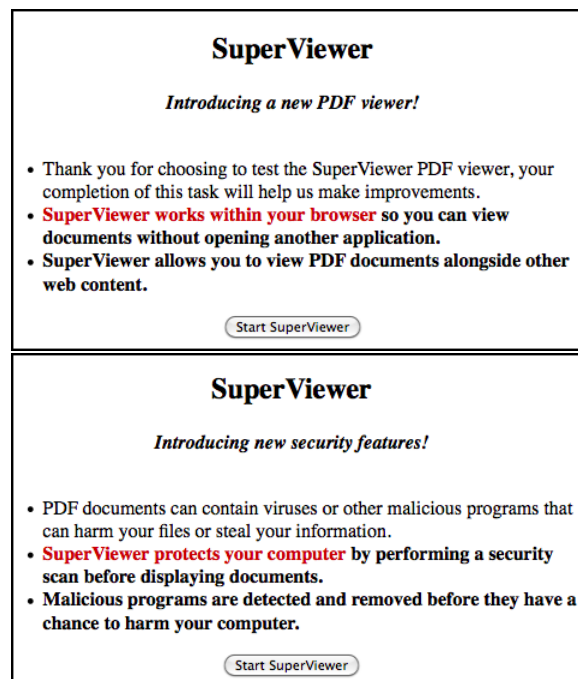 SuperViewer
Introducing a new PDF viewer!
• Thank you for choosing to test the SuperViewer PDF viewer, your
completion of this task will help us make improvements.
• SuperViewer works within your browser so you can view
documents without opening another application.
• SuperViewer allows you to view PDF documents alongside other
web content.
Start SuperViewer
SuperViewer
Introducing new security features!
• PDF documents can contain viruses or other malicious programs that
can harm your files or steal your information.
• SuperViewer protects your computer by performing a security
scan before displaying documents.
• Malicious programs are detected and removed before they have a
chance to harm your computer.
Start SuperViewer